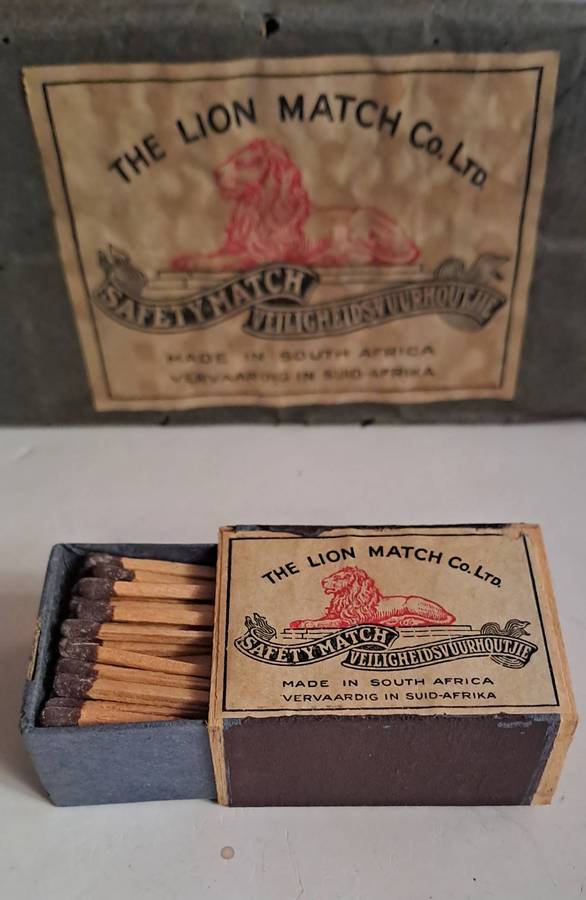 THE LION MATCH Co. LTD.
SAFETY MATCH
VEILIGHEIDSVUURHOUTJIE
MADE IN SOUTH AFRICA
VERVAARDIG IN SUID-AFRIKA
THE LION MATCH Co. LTD.
SAFETY MATCH
VEILIGHEIDSVUURHOUTJIE
MADE IN SOUTH AFRICA
VERVAARDIG IN SUID-AFRIKA